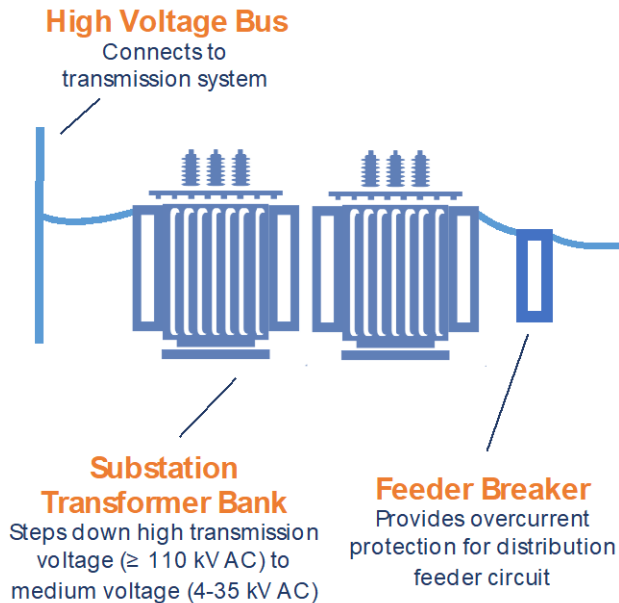 High Voltage Bus
Connects to
transmission system
Substation
Transformer Bank
Steps down high transmission
voltage (≥ 110 kV AC) to
medium voltage (4-35 kV AC)
Feeder Breaker
Provides overcurrent
protection for distribution
feeder circuit